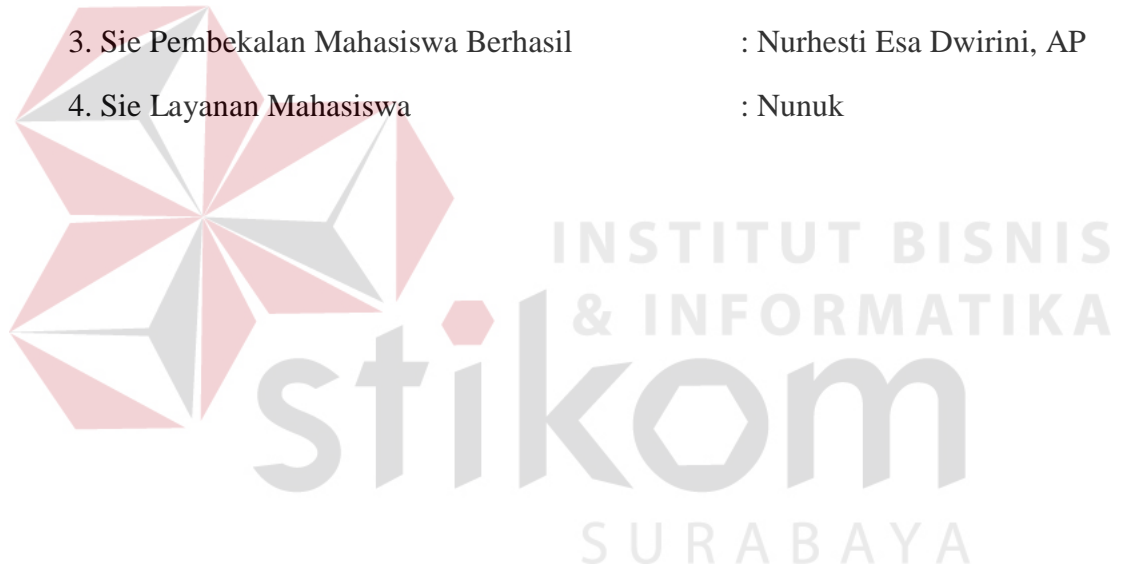 3. Sie Pembekalan Mahasiswa Berhasil : Nurhesti Esa Dwirini, AP
4. Sie Layanan Mahasiswa : Nunuk
INSTITUT BISNIS
& INFORMATIKA
stikom
SURABAYA